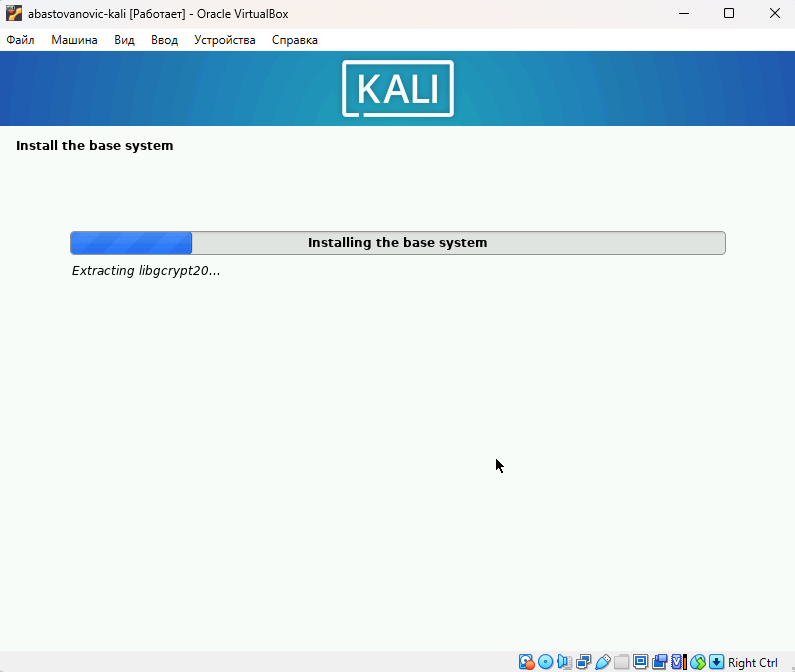 abastovanovic-kali [Работает] - Oracle VirtualBox
Файл Машина Вид Ввод Устройства Справка
KALI
Install the base system
Installing the base system
Extracting libgcrypt20...
Right Ctrl